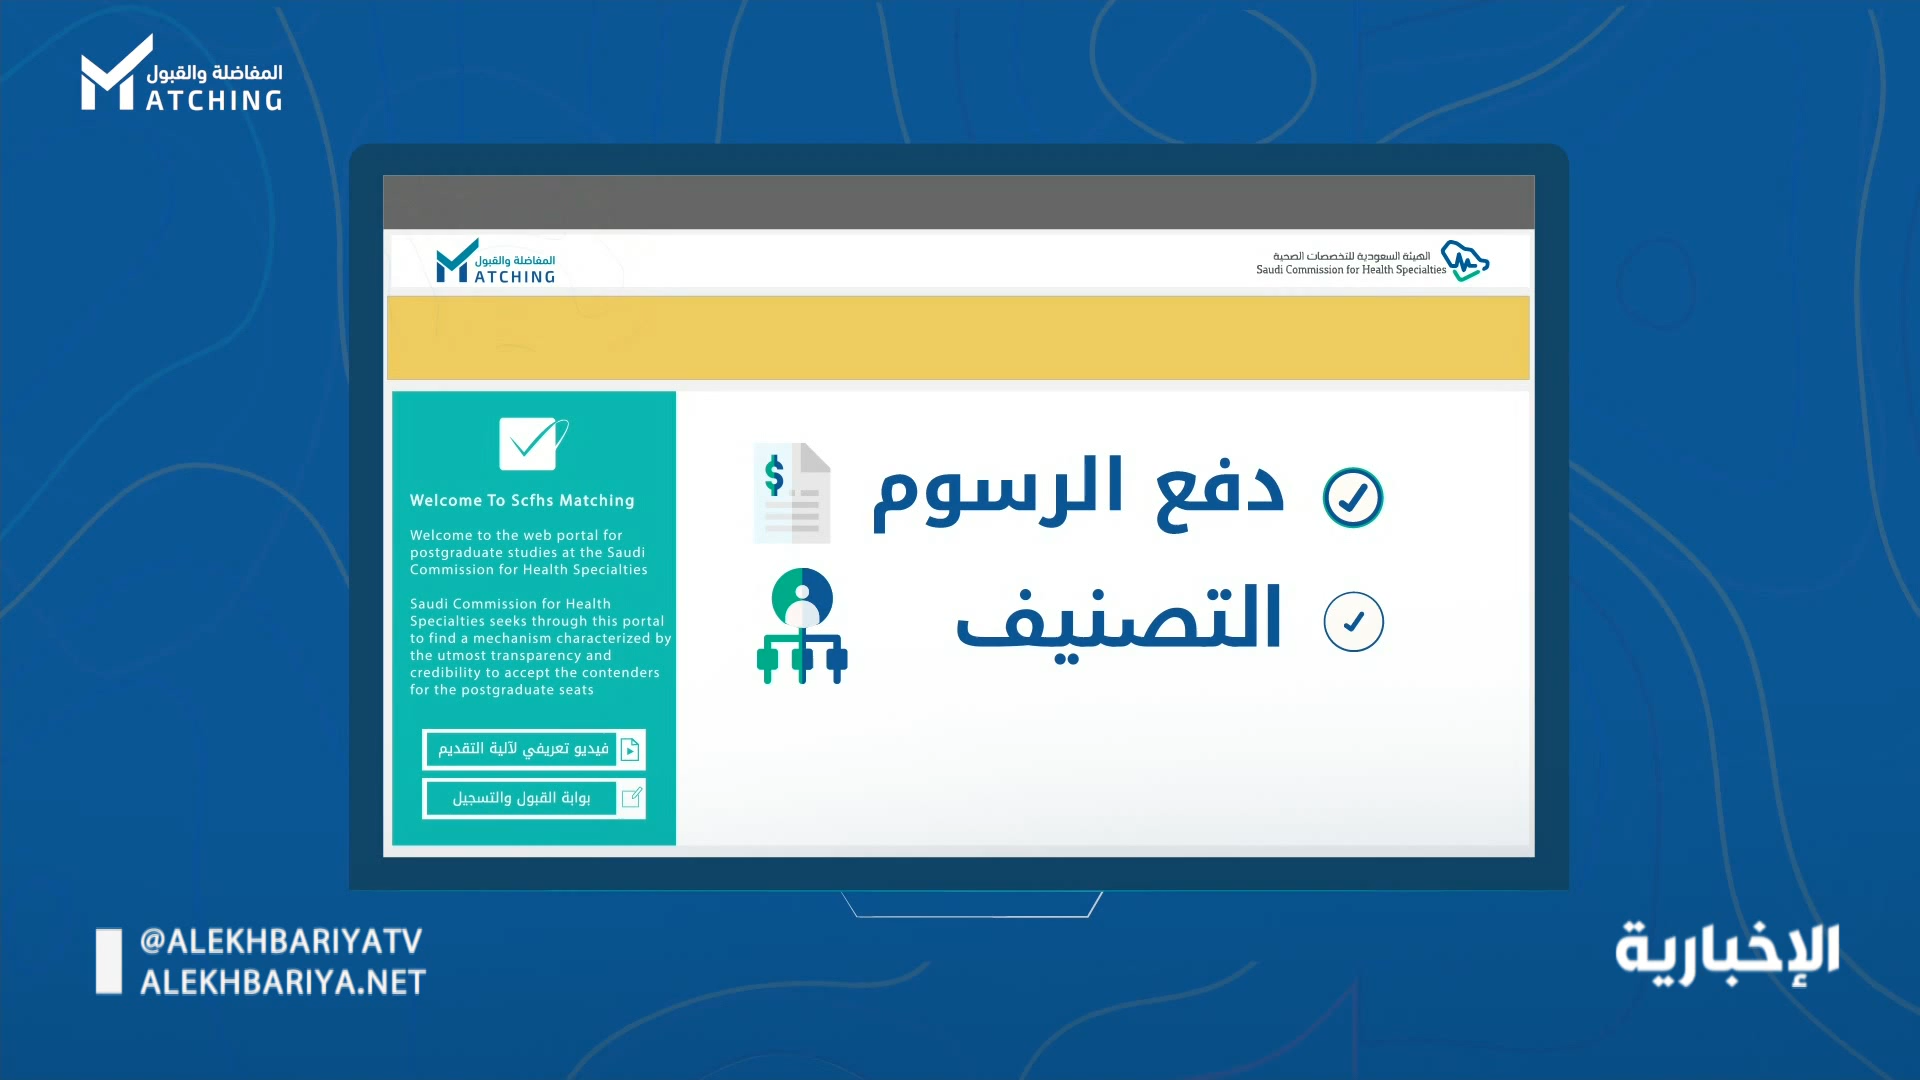 المفاضلة والقبول
MATCHING
المفاضلة والقبول
MATCHING
الهيئة السعودية للتخصصات الصحية
Saudi Commission for Health Specialties
Welcome To Scfhs Matching
Welcome to the web portal for
postgraduate studies at the Saudi
Commission for Health Specialties
Saudi Commission for Health
Specialties seeks through this portal
to find a mechanism characterized by
the utmost transparency and
credibility to accept the contenders
for the postgraduate seats
فيديو تعريفي لآلية التقديم
بوابة القبول والتسجيل
دفع الرسوم
$
التصنيف
@ALEKHBARIYATV
ALEKHBARIYA.NET
الإخبارية